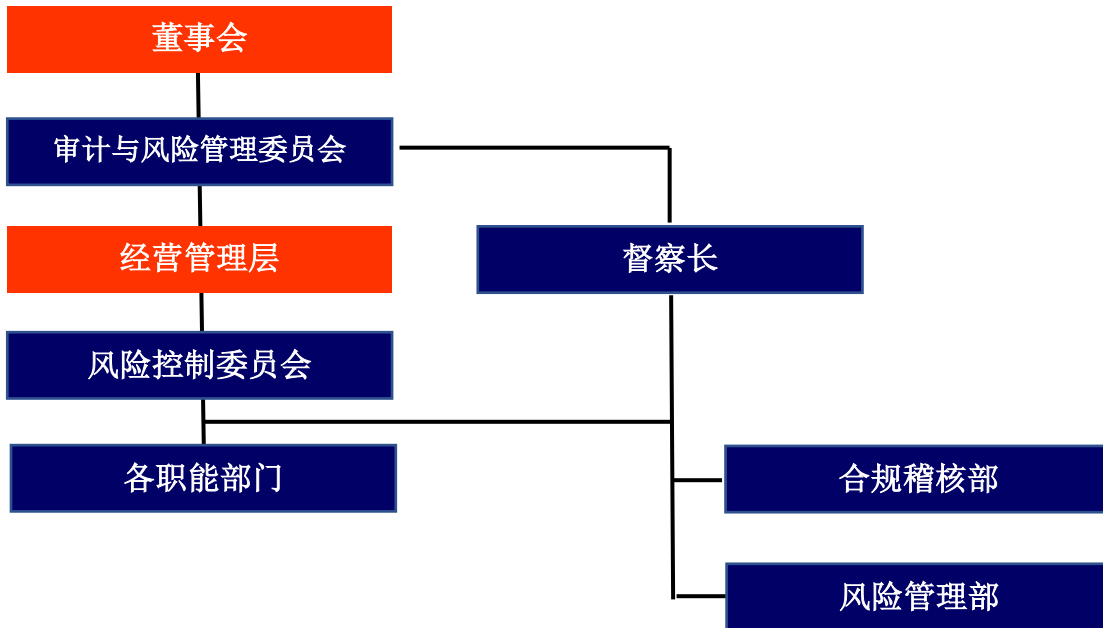 董事会
审计与风险管理委员会
经营管理层
督察长
风险控制委员会
各职能部门
合规稽核部
风险管理部